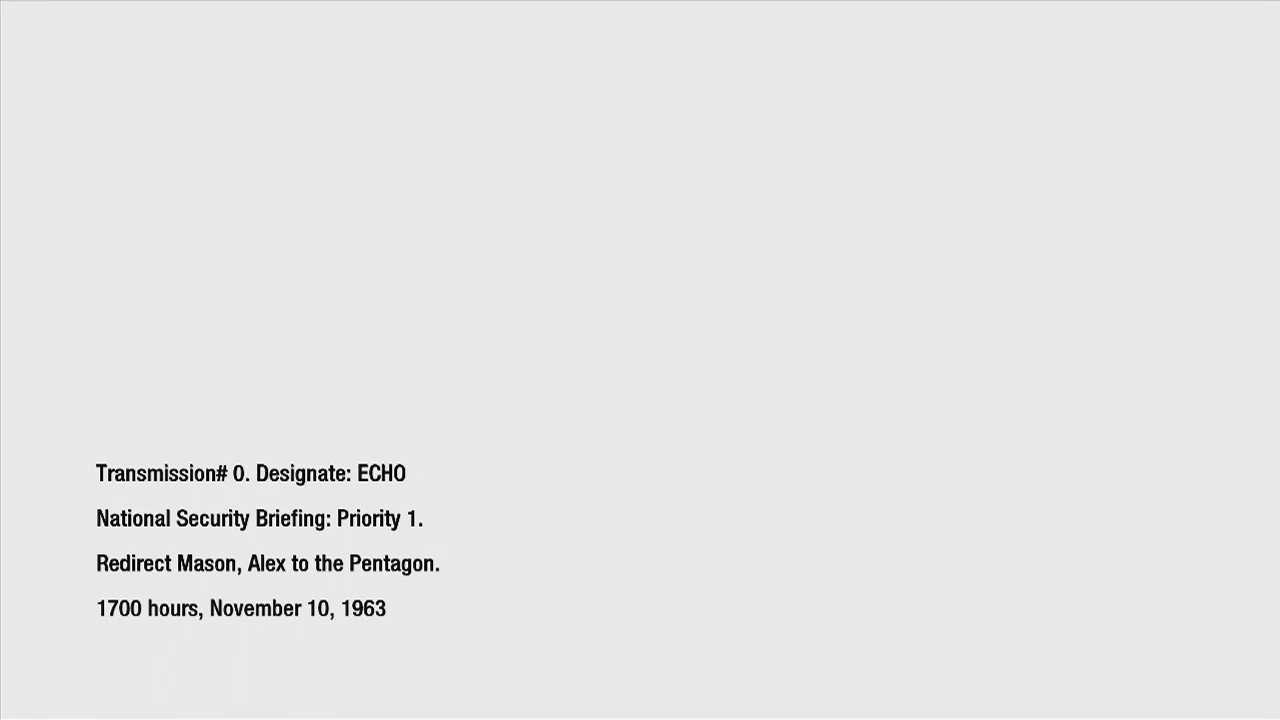 Transmission# 0. Designate: ECHO
National Security Briefing: Priority 1.
Redirect Mason, Alex to the Pentagon.
1700 hours, November 10, 1963